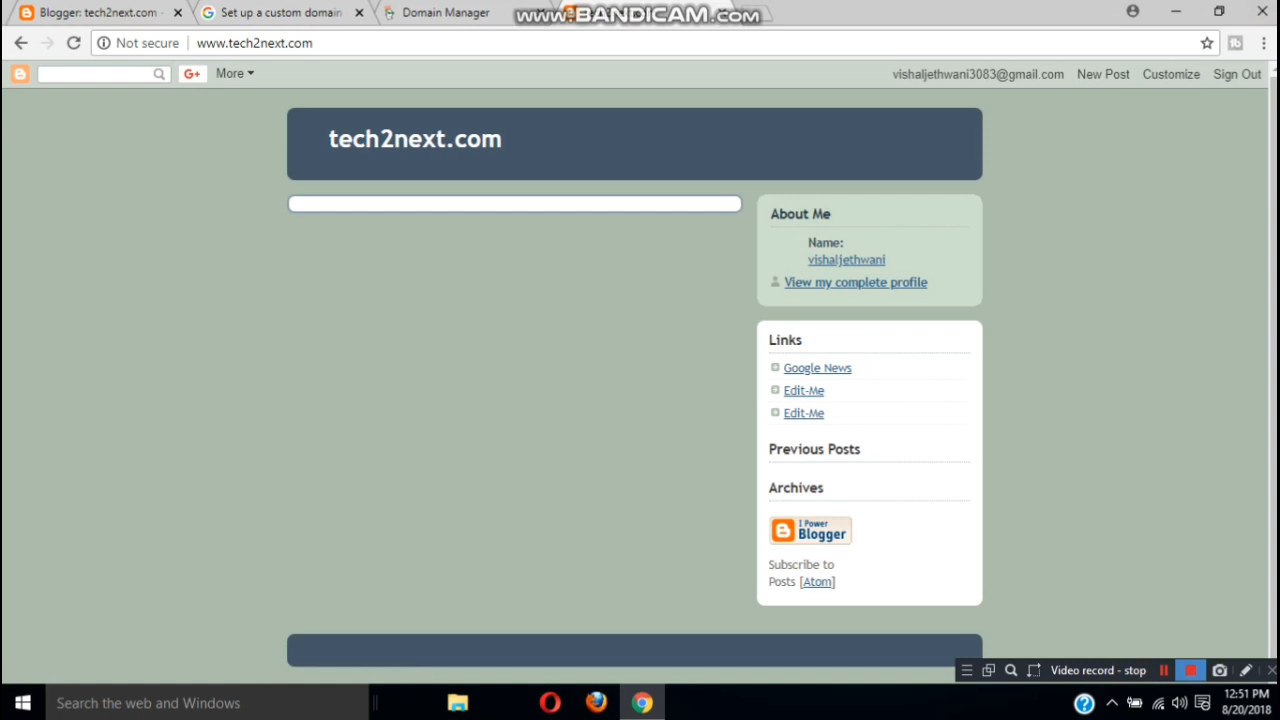 Blogger: tech2next.com -
Set up a custom domain
Domain Manager
www.BANDICAM.com
Not secure
www.tech2next.com
G+
More
vishaljethwani3083@gmail.com
New Post
Customize
Sign Out
tech2next.com
About Me
Name:
vishaljethwani
View my complete profile
Links
Google News
Edit-Me
Edit-Me
Previous Posts
Archives
I Power
Blogger
Subscribe to
Posts [Atom]
Video record - stop
Search the web and Windows
12:51 PM
8/20/2018